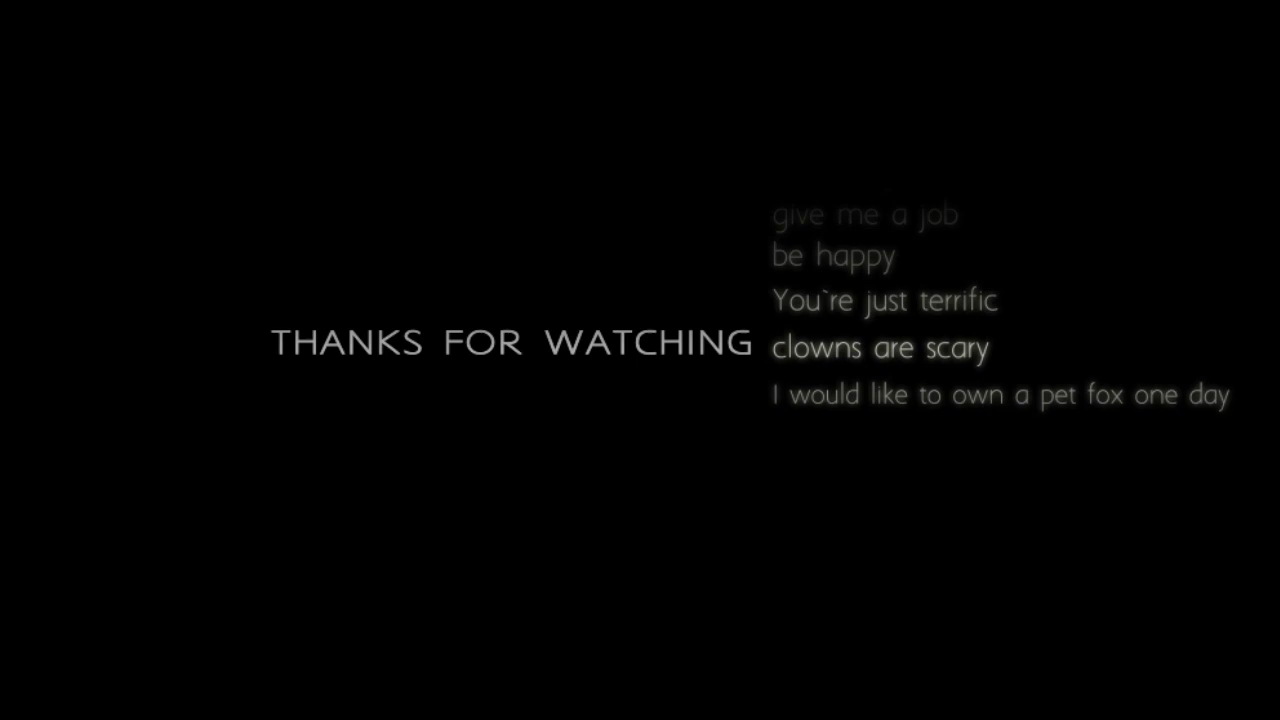 give me a job
be happy
You`re just terrific
THANKS FOR WATCHING
clowns are scary
I would like to own a pet fox one day